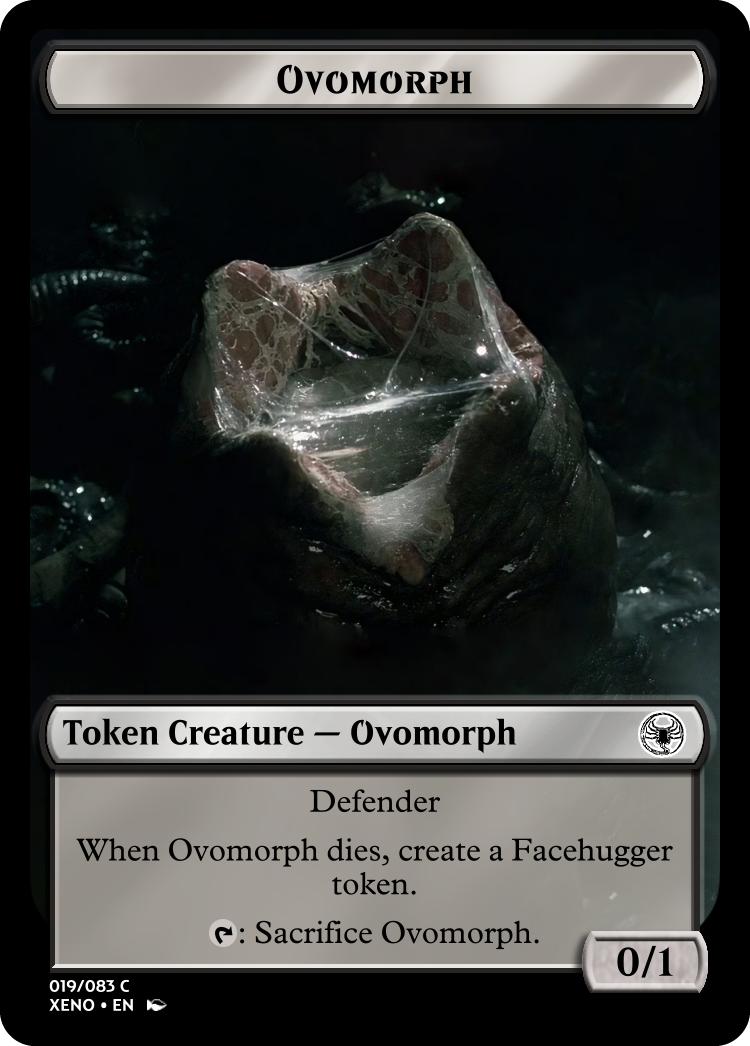 Ovomorph
Token Creature — Ovomorph
Defender
When Ovomorph dies, create a Facehugger
token.
: Sacrifice Ovomorph.
0/1
019/083 C
XENO • EN